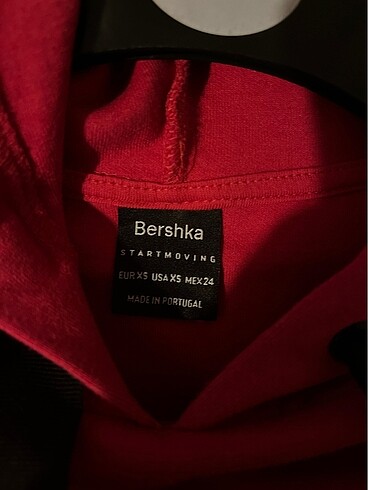 Bershka
STARTMOVING
EUR XS USA XS MEX 24
MADE IN PORTUGAL